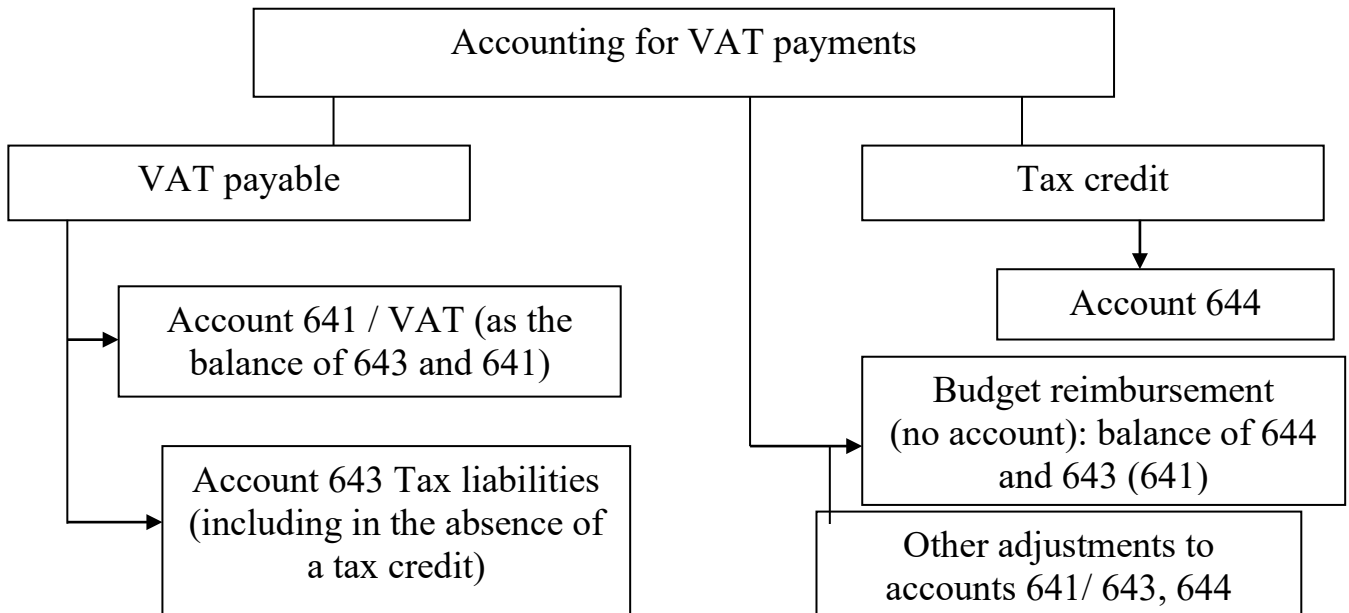 Accounting for VAT payments
VAT payable
Tax credit
Account 644
Account 641 / VAT (as the
balance of 643 and 641)
Budget reimbursement
(no account): balance of 644
and 643 (641)
Account 643 Tax liabilities
(including in the absence of
a tax credit)
Other adjustments to
accounts 641/ 643, 644